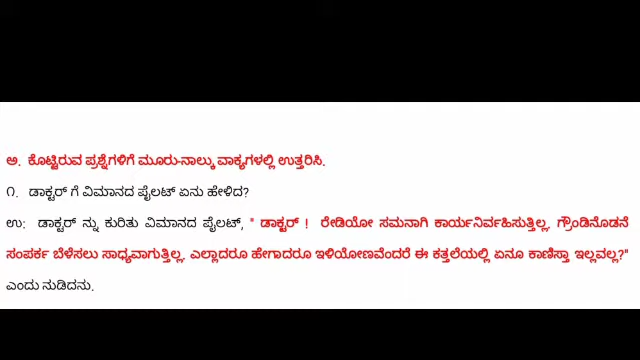 ಅ. ಕೊಟ್ಟಿರುವ ಪ್ರಶ್ನೆಗಳಿಗೆ ಮೂರು-ನಾಲ್ಕು ವಾಕ್ಯಗಳಲ್ಲಿ ಉತ್ತರಿಸಿ.
೧. ಡಾಕ್ಟರ್ ಗೆ ವಿಮಾನದ ಪೈಲಟ್ ಏನು ಹೇಳಿದ?
ಉ: ಡಾಕ್ಟರ್ ನ್ನು ಕುರಿತು ವಿಮಾನದ ಪೈಲಟ್, " ಡಾಕ್ಟರ್ ! ರೇಡಿಯೋ ಸಮನಾಗಿ ಕಾರ್ಯನಿರ್ವಹಿಸುತ್ತಿಲ್ಲ. ಗ್ರೌಂಡಿನೊಡನೆ
ಸಂಪರ್ಕ ಬೆಳೆಸಲು ಸಾಧ್ಯವಾಗುತ್ತಿಲ್ಲ. ಎಲ್ಲಾದರೂ ಹೇಗಾದರೂ ಇಳಿಯೋಣವೆಂದರೆ ಈ ಕತ್ತಲೆಯಲ್ಲಿ ಏನೂ ಕಾಣಿಸ್ತಾ ಇಲ್ಲವಲ್ಲ?"
ಎಂದು ನುಡಿದನು.